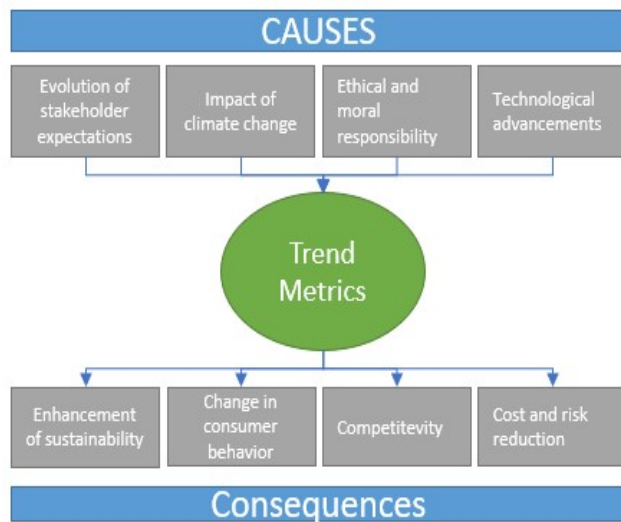 CAUSES
Evolution of
stakeholder
expectations
Impact of
climate change
Ethical and
moral
responsibility
Technological
advancements
Trend
Metrics
Enhancement
of sustainability
Change in
consumer
behavior
Competitevity
Cost and risk
reduction
Consequences